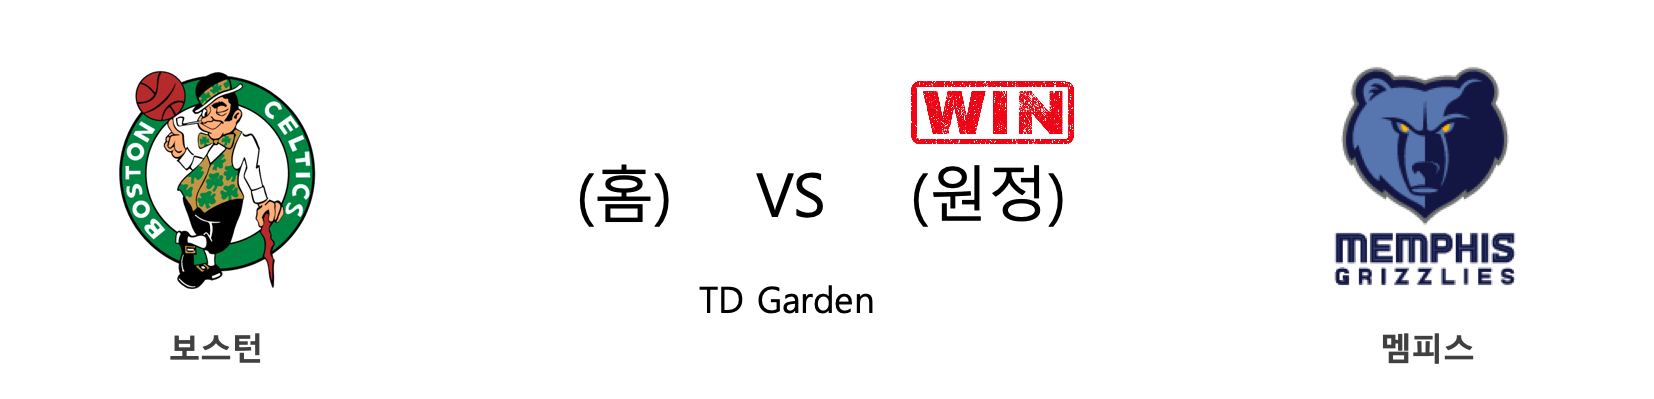 BOSTON CELTICS
WIN
(홈) VS (원정)
MEMPHIS
GRIZZLIES
TD Garden
보스턴
멤피스